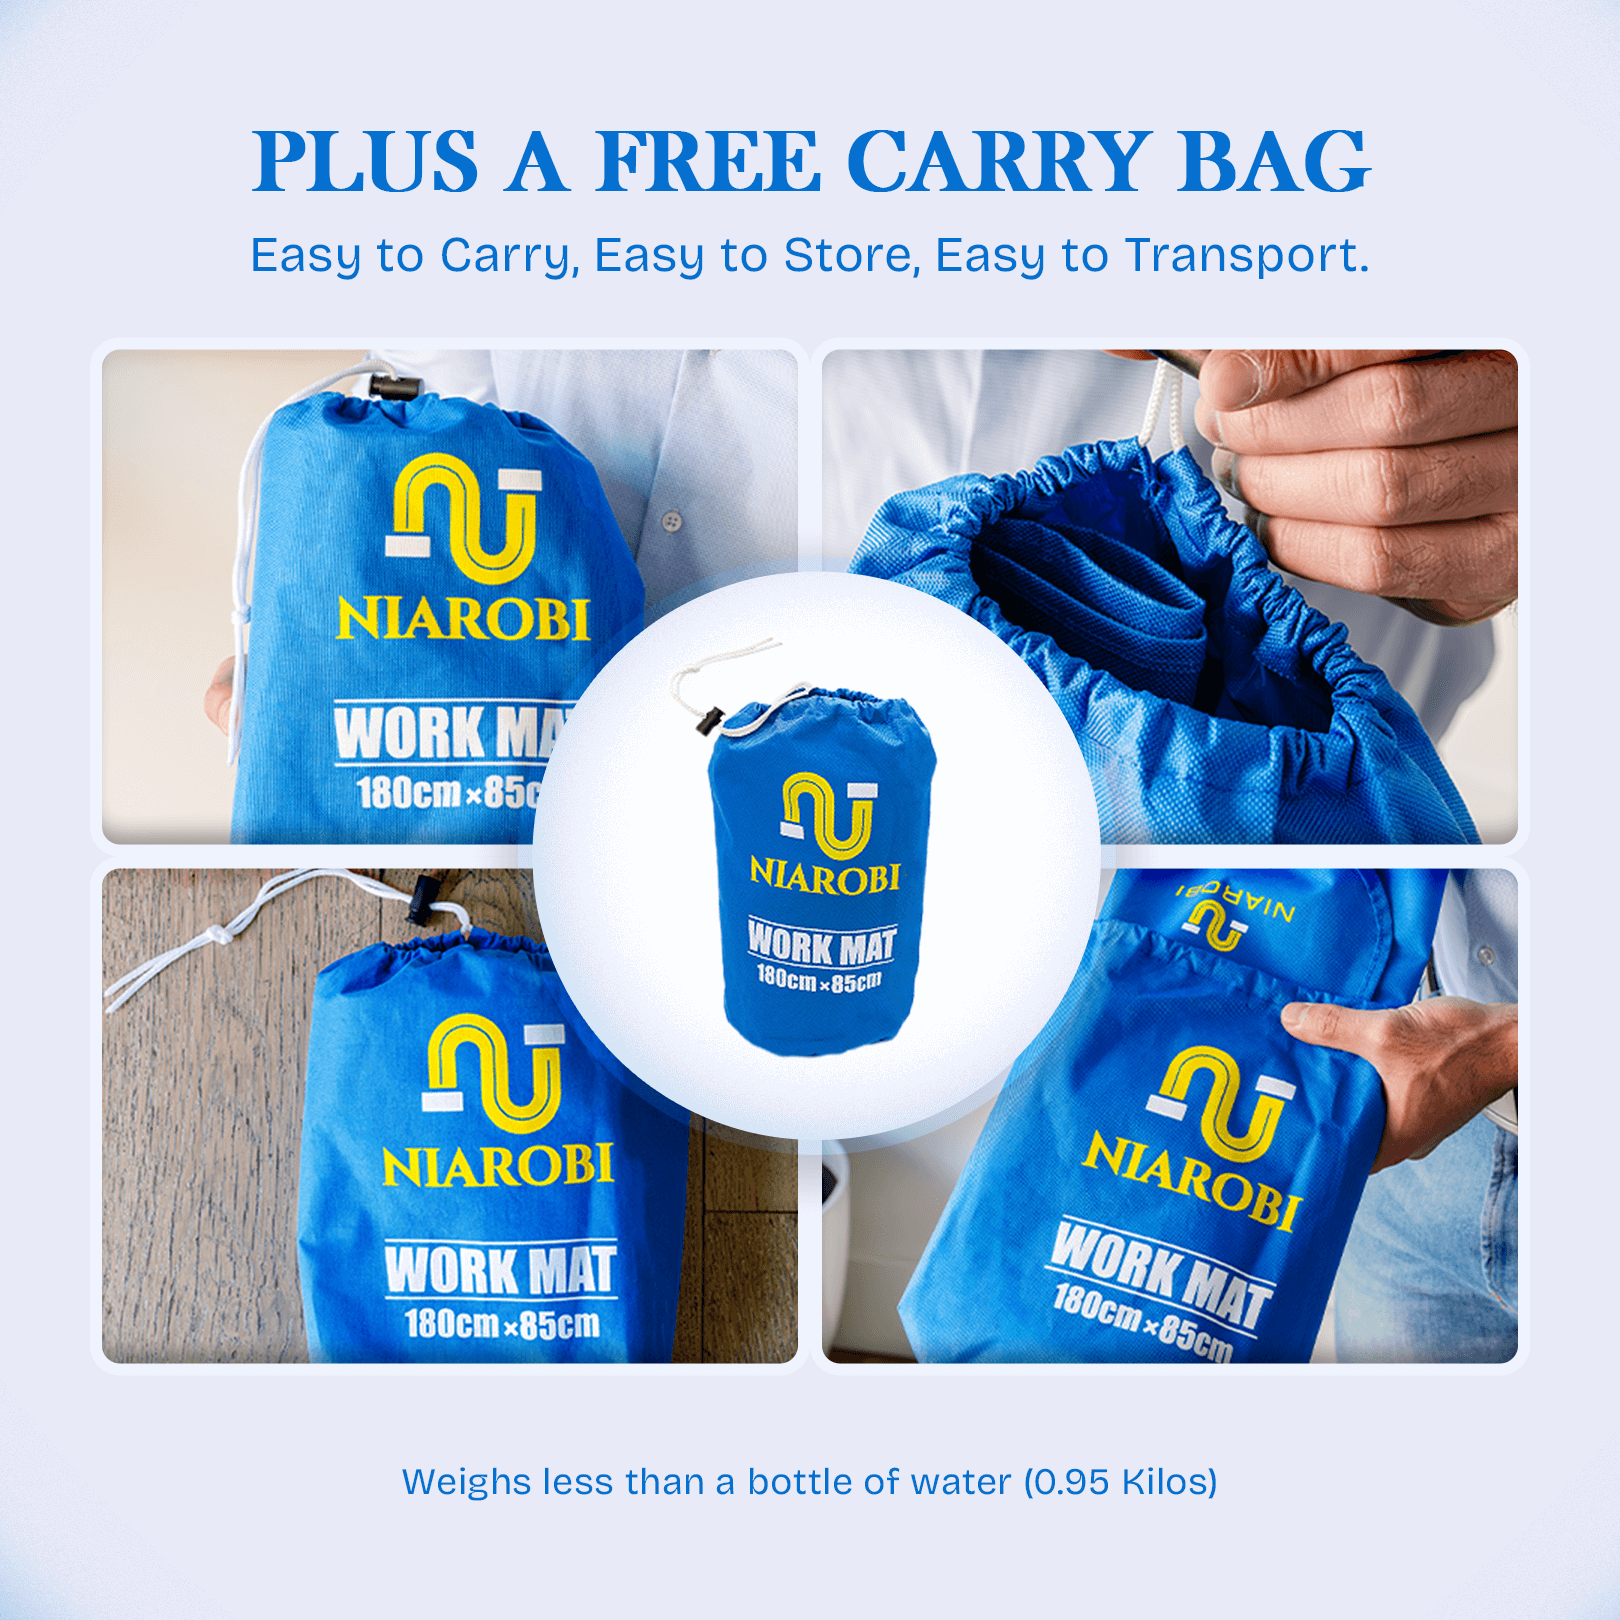 PLUS A FREE CARRY BAG
Easy to Carry, Easy to Store, Easy to Transport.
NIAROBI
WORK MA
180cm×85c
NIAROBI
WORK MAT
180cm×85cm
NIAROBI
NIAROBI
WORK MAT
180cm×85cm
NIAROBI
WORK MAT
180cm×85cm
Weighs less than a bottle of water (0.95 Kilos)